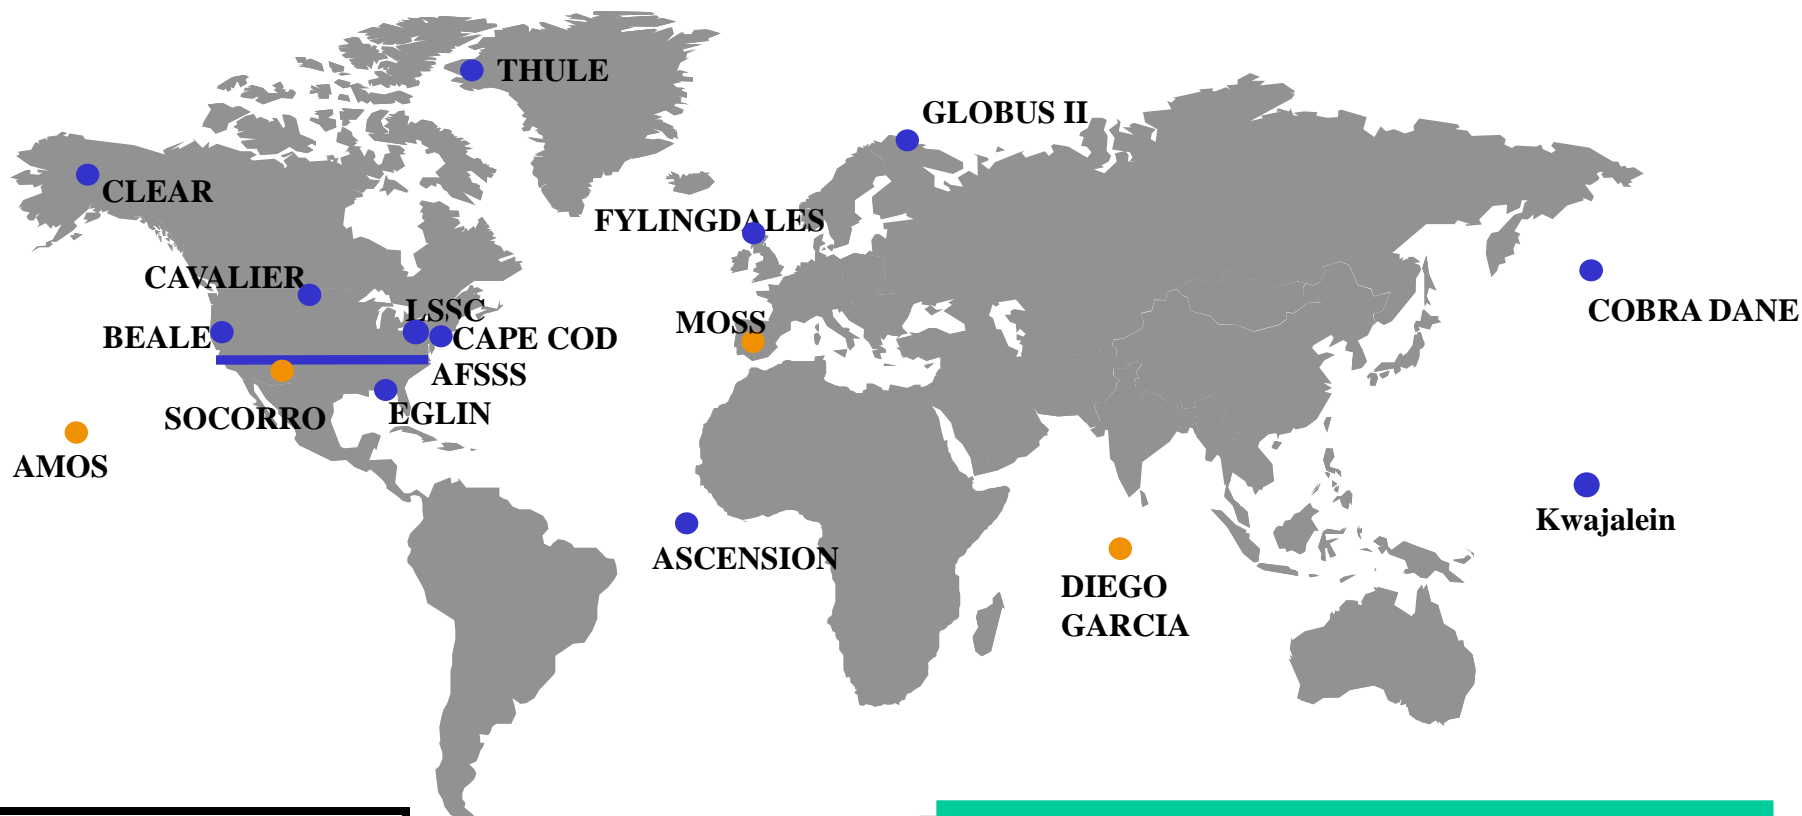 THULE
GLOBUS II
CLEAR
FYLINGDALES
CAVALIER
LSSC
COBRA DANE
MOSS
BEALE
CAPE COD
AFSSS
SOCORRO
EGLIN
AMOS
Kwajalein
ASCENSION
DIEGO
GARCIA